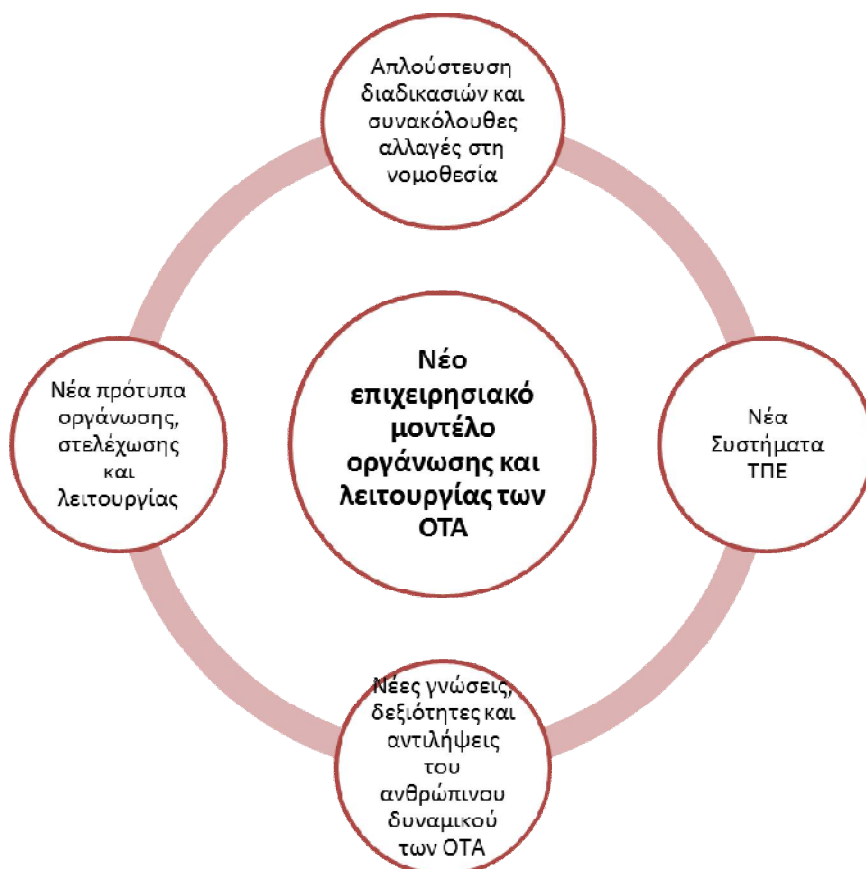 Απλούστευση
διαδικασιών και
συνακόλουθες
αλλαγές στη
νομοθεσία
Νέα πρότυπα
οργάνωσης,
στελέχωσης
και
λειτουργίας
Νέο
επιχειρησιακό
μοντέλο
οργάνωσης και
λειτουργίας των
ΟΤΑ
Νέα
Συστήματα
ΤΠΕ
Νέες γνώσεις,
δεξιότητες και
αντιλήψεις
του
ανθρώπινου
δυναμικού
των ΟΤΑ